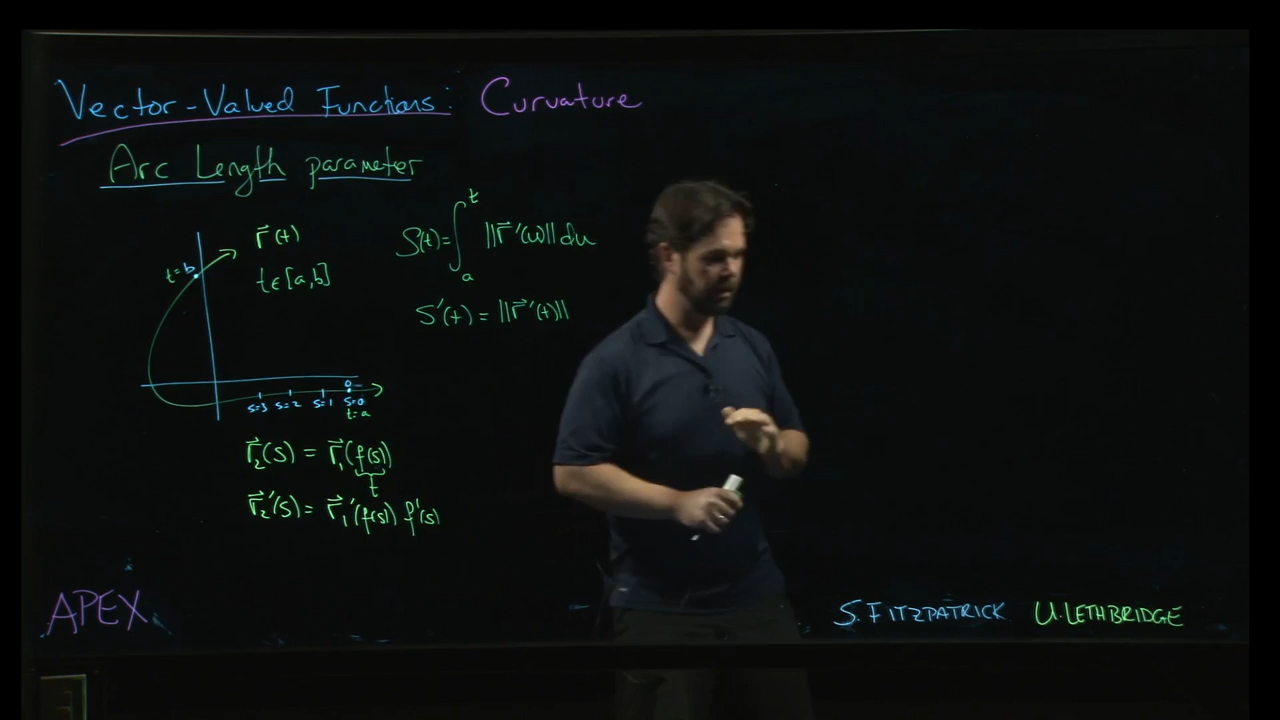 Vector-Valued Functions: Curvature
Arc Length parameter
r⃗(t)
t∈[a,b]
t=b
S(t)=∫ₐᵗ ||r⃗'(u)|| du
S'(t) = ||r⃗'(t)||
0
s=3 s=2 s=1 s=0
t=a
r⃗₂(s) = r⃗₁(f(s))
t
r⃗₂'(s) = r⃗₁'(f(s)) f'(s)
APEX
S. FITZPATRICK U. LETHBRIDGE